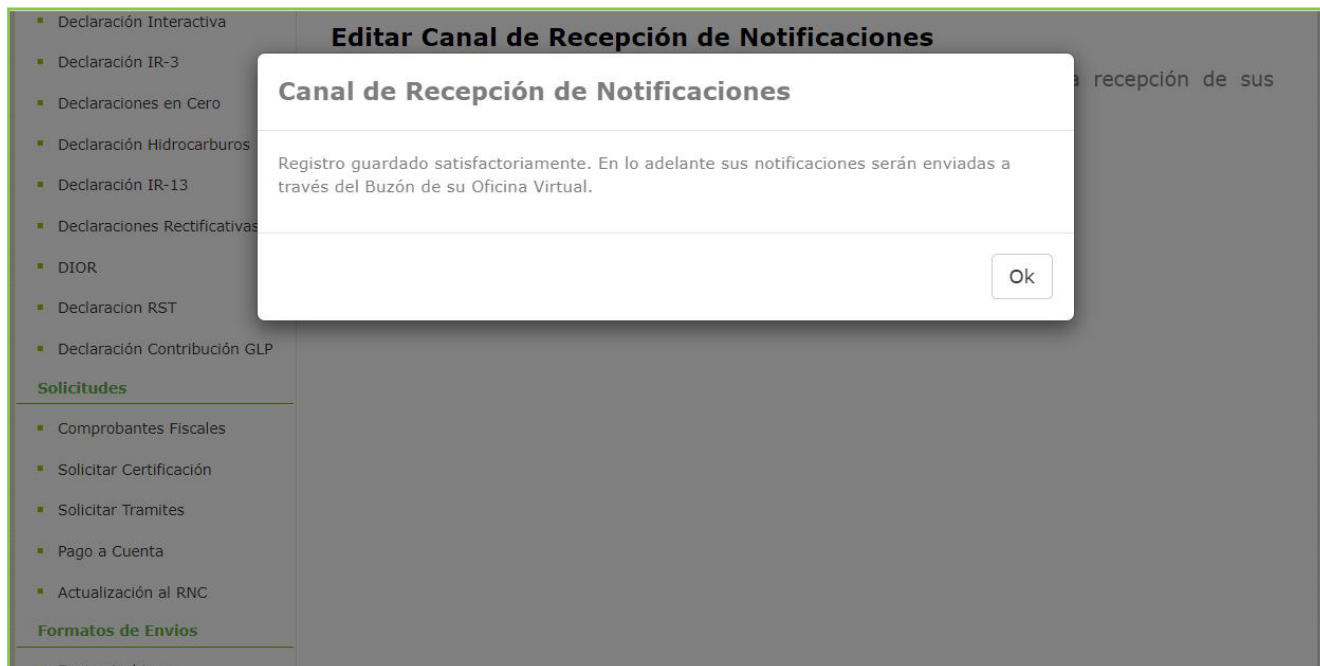 Declaración Interactiva
Declaración IR-3
Declaraciones en Cero
Declaración Hidrocarburos
Declaración IR-13
Declaraciones Rectificativas
DIOR
Declaracion RST
Declaración Contribución GLP
Solicitudes
Comprobantes Fiscales
Solicitar Certificación
Solicitar Tramites
Pago a Cuenta
Actualización al RNC
Formatos de Envios
Editar Canal de Recepción de Notificaciones
recepción de sus
Canal de Recepción de Notificaciones
Registro guardado satisfactoriamente. En lo adelante sus notificaciones serán enviadas a
través del Buzón de su Oficina Virtual.
Ok